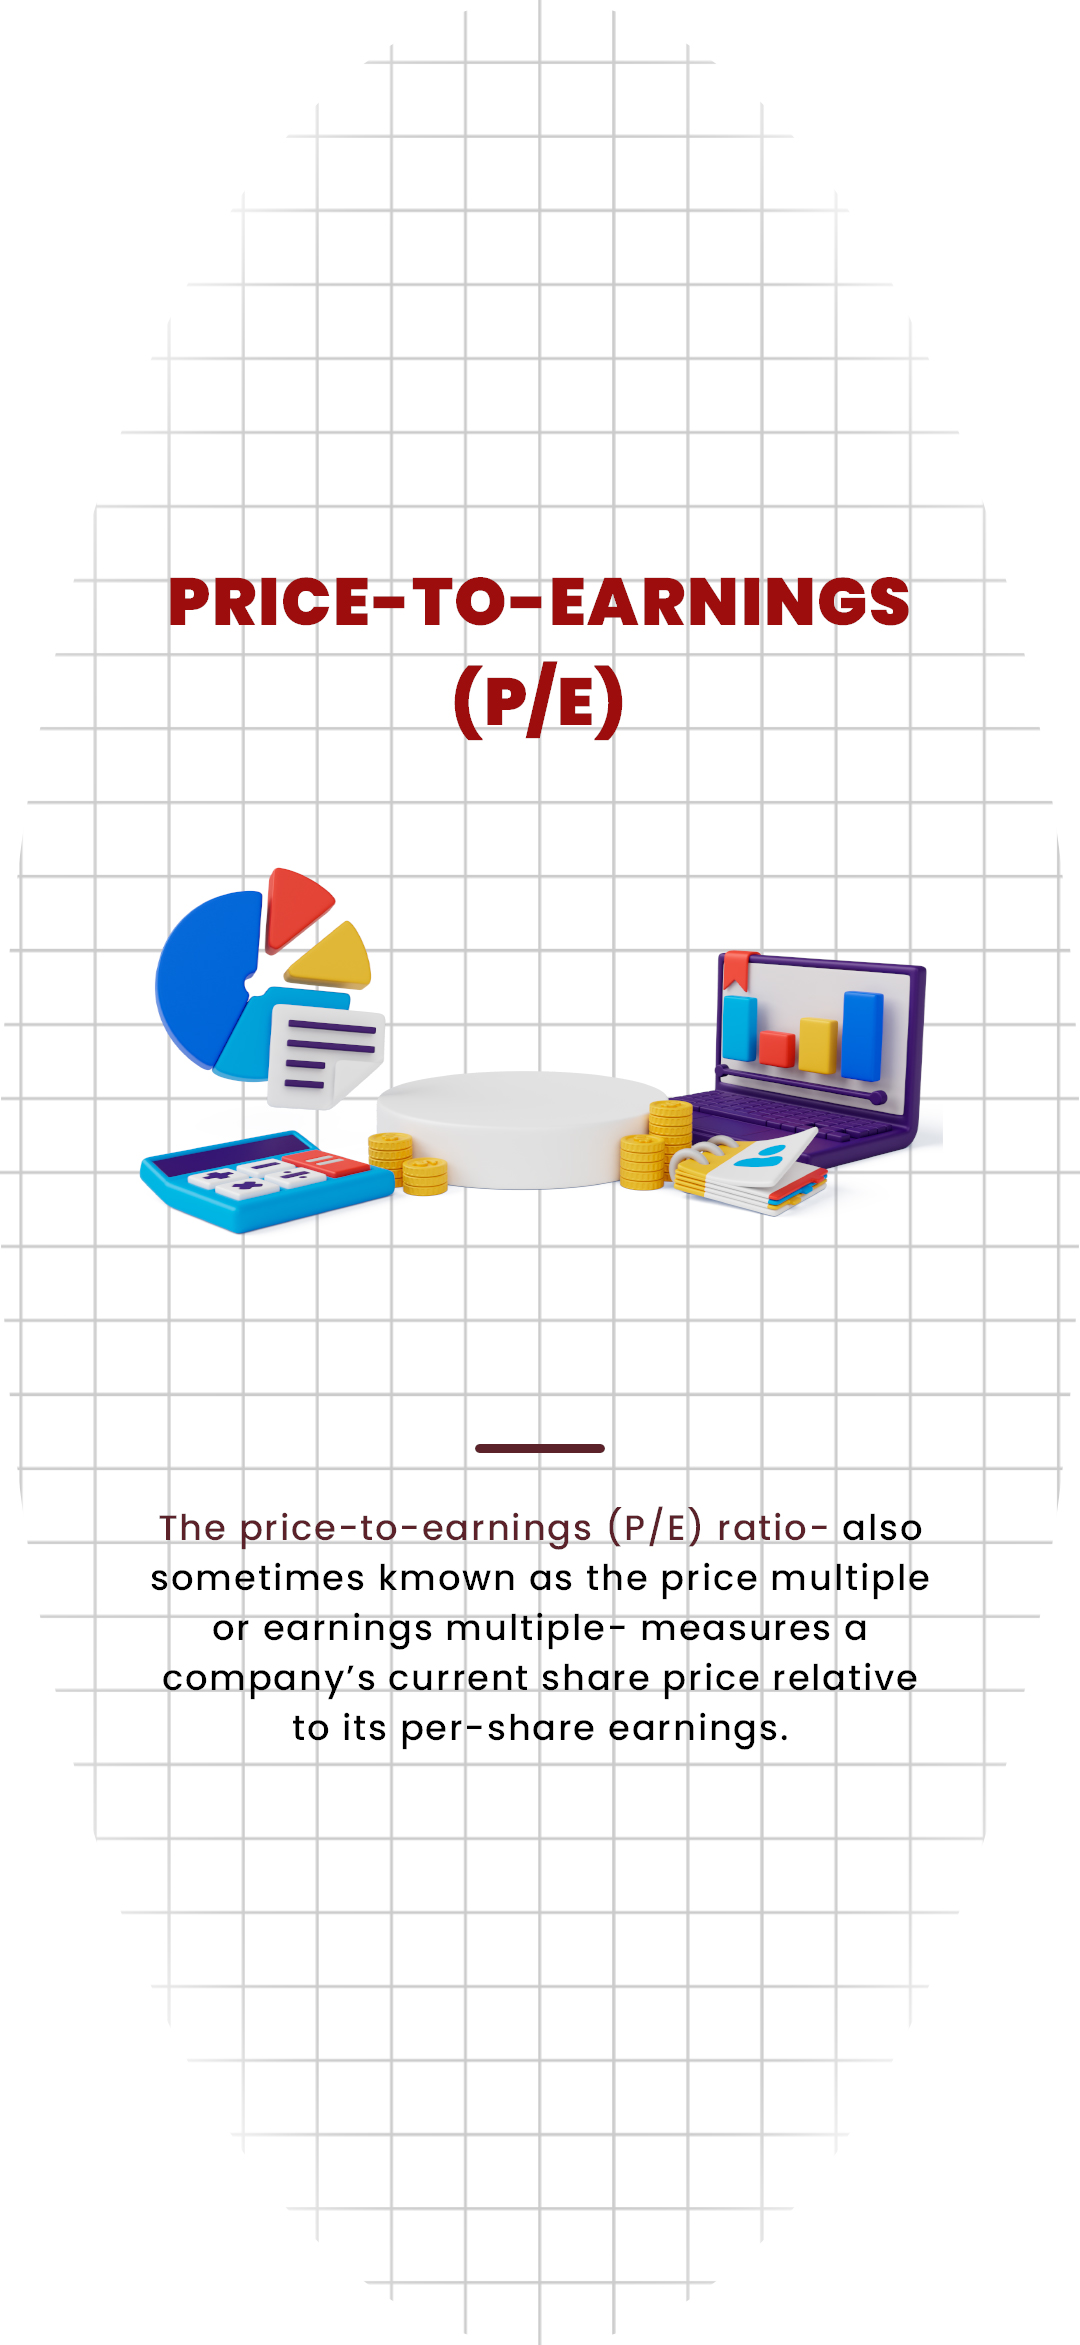 PRICE-TO-EARNINGS
(P/E)
The price-to-earnings (P/E) ratio- also
sometimes kmown as the price multiple
or earnings multiple- measures a
company’s current share price relative
to its per-share earnings.